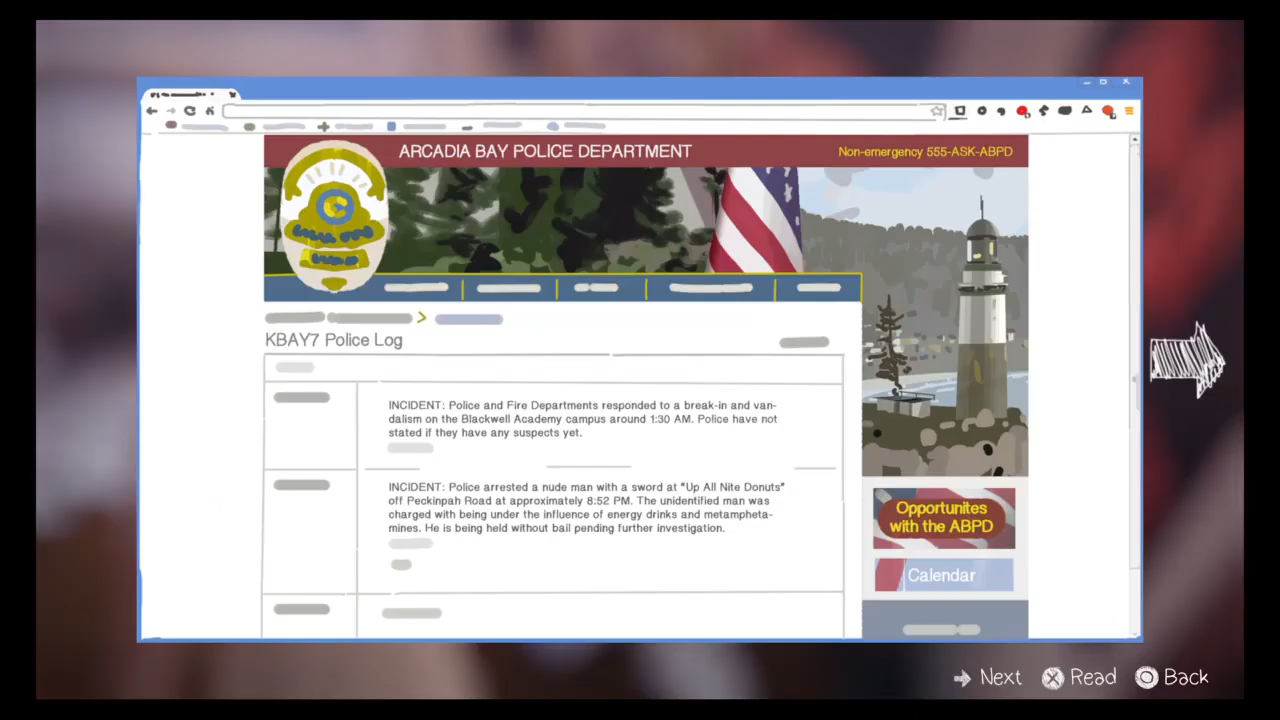 ARCADIA BAY POLICE DEPARTMENT
Non-emergency 555-ASK-ABPD
KBAY7 Police Log
INCIDENT: Police and Fire Departments responded to a break-in and van-
dalism on the Blackwell Academy campus around 1:30 AM. Police have not
stated if they have any suspects yet.
INCIDENT: Police arrested a nude man with a sword at "Up All Nite Donuts"
off Peckinpah Road at approximately 8:52 PM. The unidentified man was
charged with being under the influence of energy drinks and metampheta-
mines. He is being held without bail pending further investigation.
Opportunites
with the ABPD
Calendar
Next
Read
Back